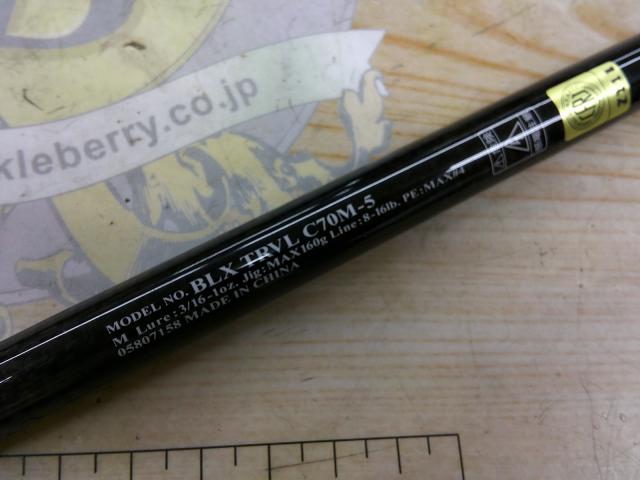 kleberry.co.jp
MODEL NO. BLX TRVL C70M-5
M Lure:3/16-1oz. Jig:MAX160g Line:8-16lb. PE:MAX#4
05807158 MADE IN CHINA